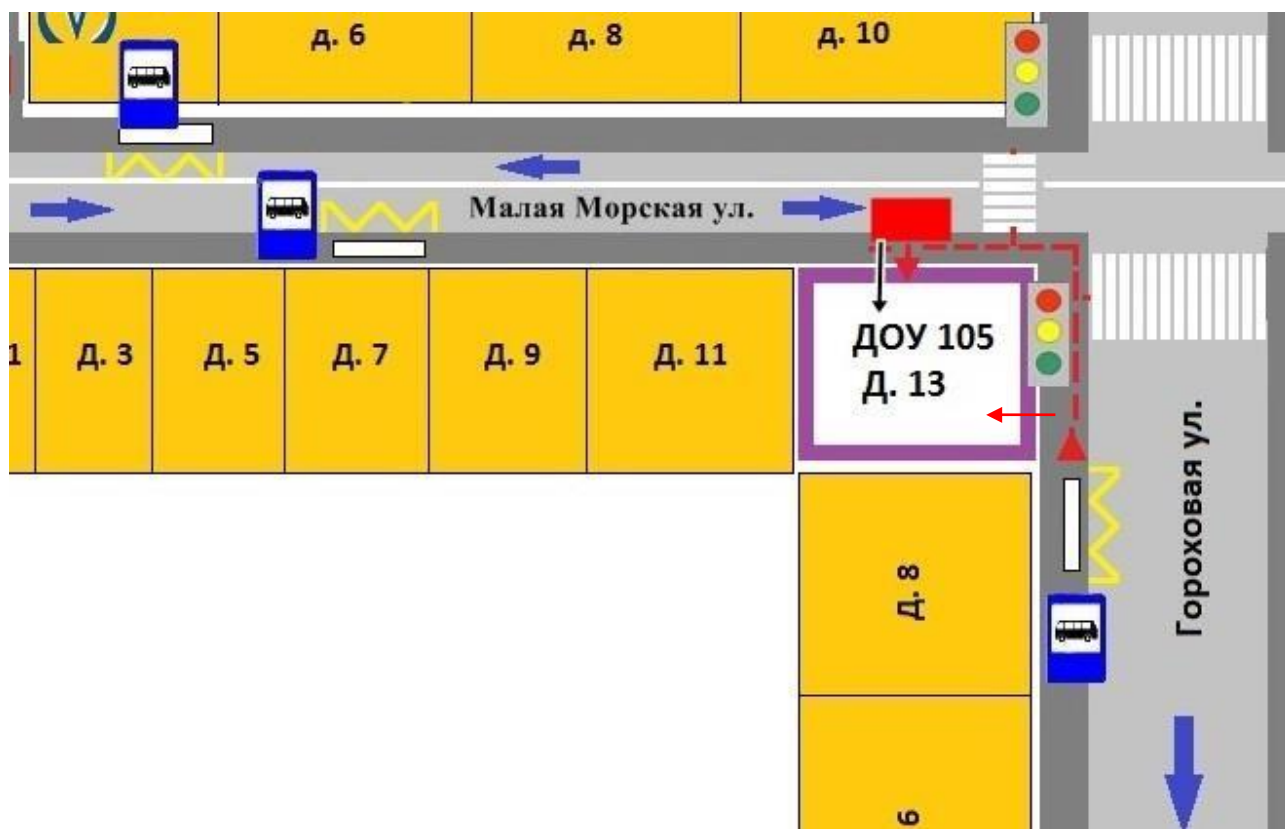 д. 6
д. 8
д. 10
Малая Морская ул.
1
Д. 3
Д. 5
Д. 7
Д. 9
Д. 11
ДОУ 105
Д. 13
Гороховая ул.
Д. 8
6